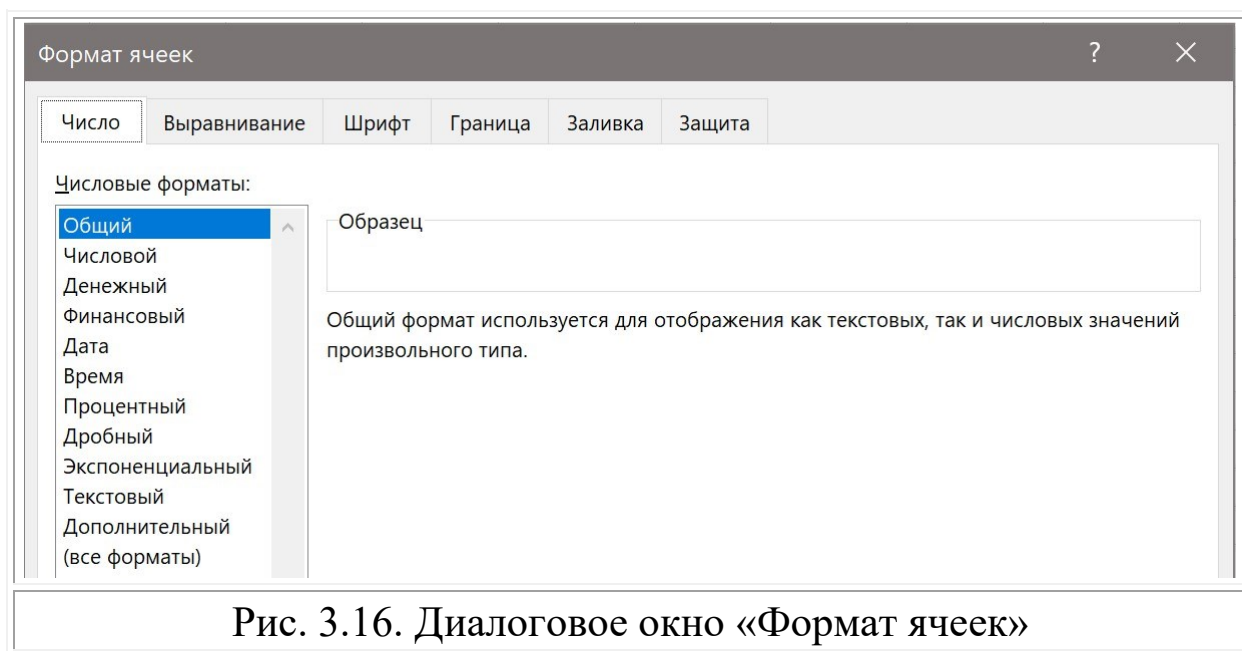 Формат ячеек
Число Выравнивание Шрифт Граница Заливка Защита
Числовые форматы:
Общий
Числовой
Денежный
Финансовый
Дата
Время
Процентный
Дробный
Экспоненциальный
Текстовый
Дополнительный
(все форматы)
Образец
Общий формат используется для отображения как текстовых, так и числовых значений
произвольного типа.
Рис. 3.16. Диалоговое окно «Формат ячеек»